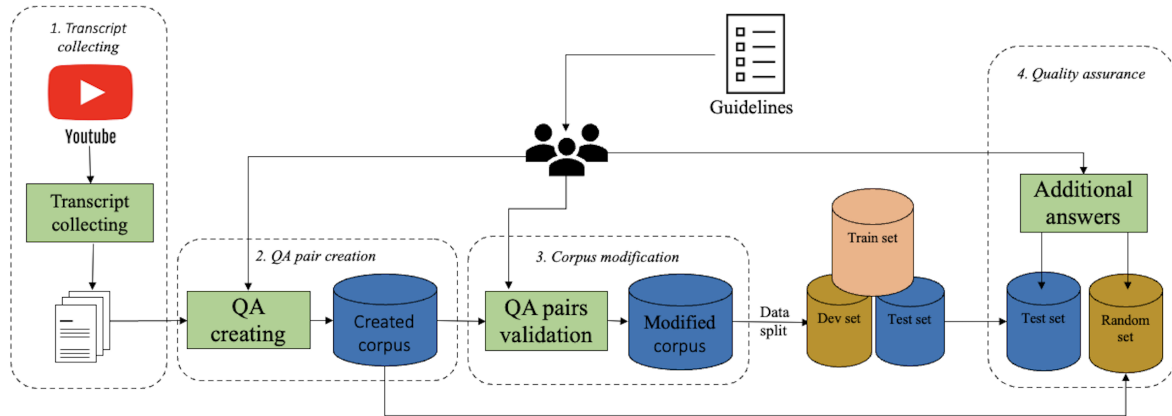 1. Transcript
collecting
Youtube
Transcript
collecting
Guidelines
2. QA pair creation
QA
creating
Created
corpus
3. Corpus modification
QA pairs
validation
Modified
corpus
Data
split
Train set
Dev set
Test set
4. Quality assurance
Additional
answers
Test set
Random
set